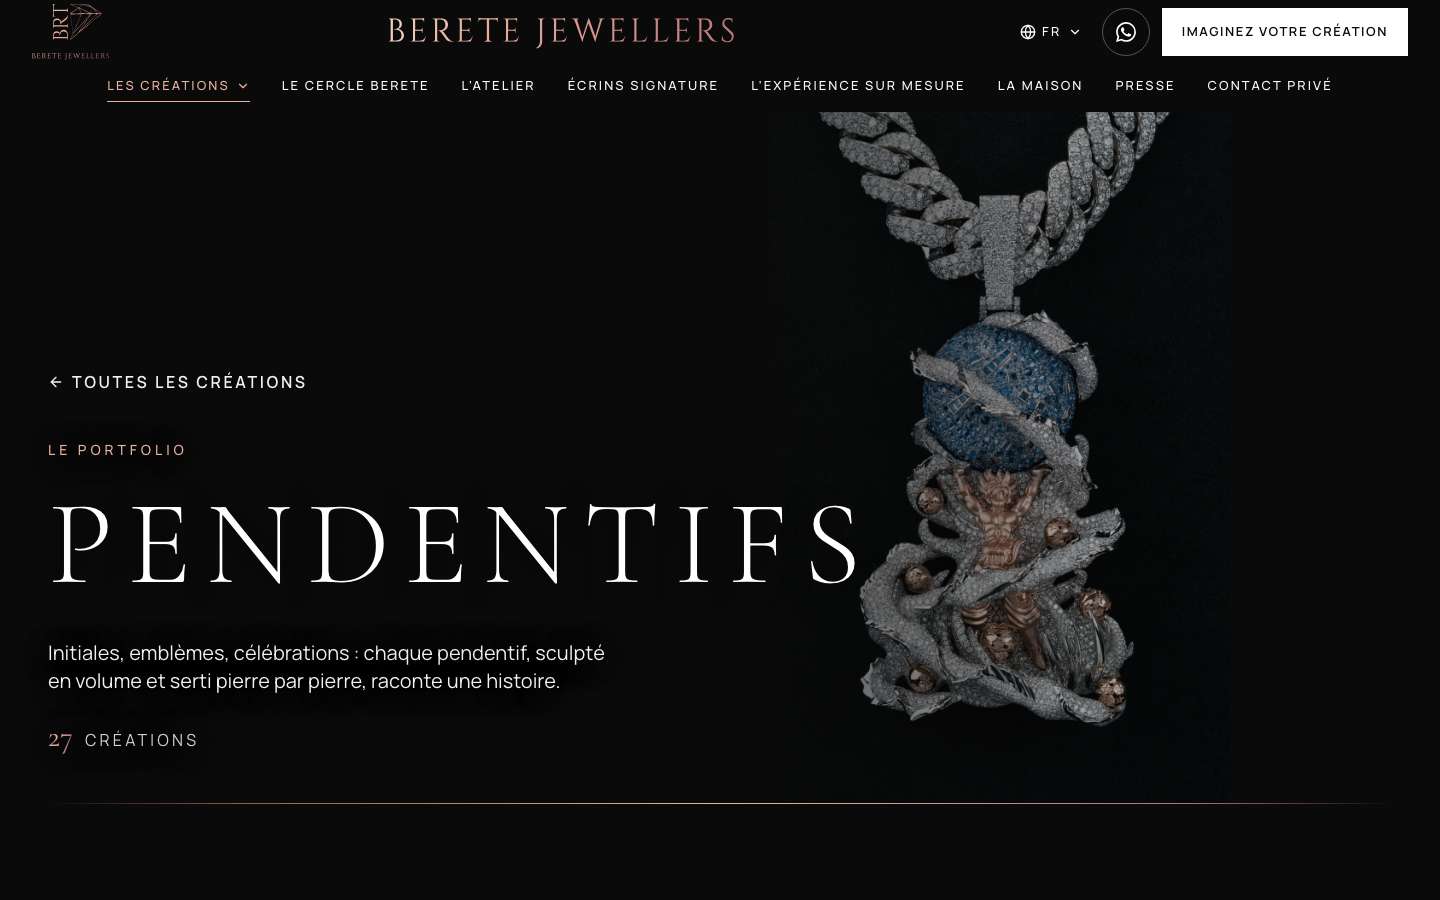 BRT
BERETE JEWELLERS
BERETE JEWELLERS
FR
IMAGINEZ VOTRE CRÉATION
LES CRÉATIONS
LE CERCLE BERETE
L'ATELIER
ÉCRINS SIGNATURE
L'EXPÉRIENCE SUR MESURE
LA MAISON
PRESSE
CONTACT PRIVÉ
← TOUTES LES CRÉATIONS
LE PORTFOLIO
PENDENTIFS
Initiales, emblèmes, célébrations : chaque pendentif, sculpté
en volume et serti pierre par pierre, raconte une histoire.
27 CRÉATIONS